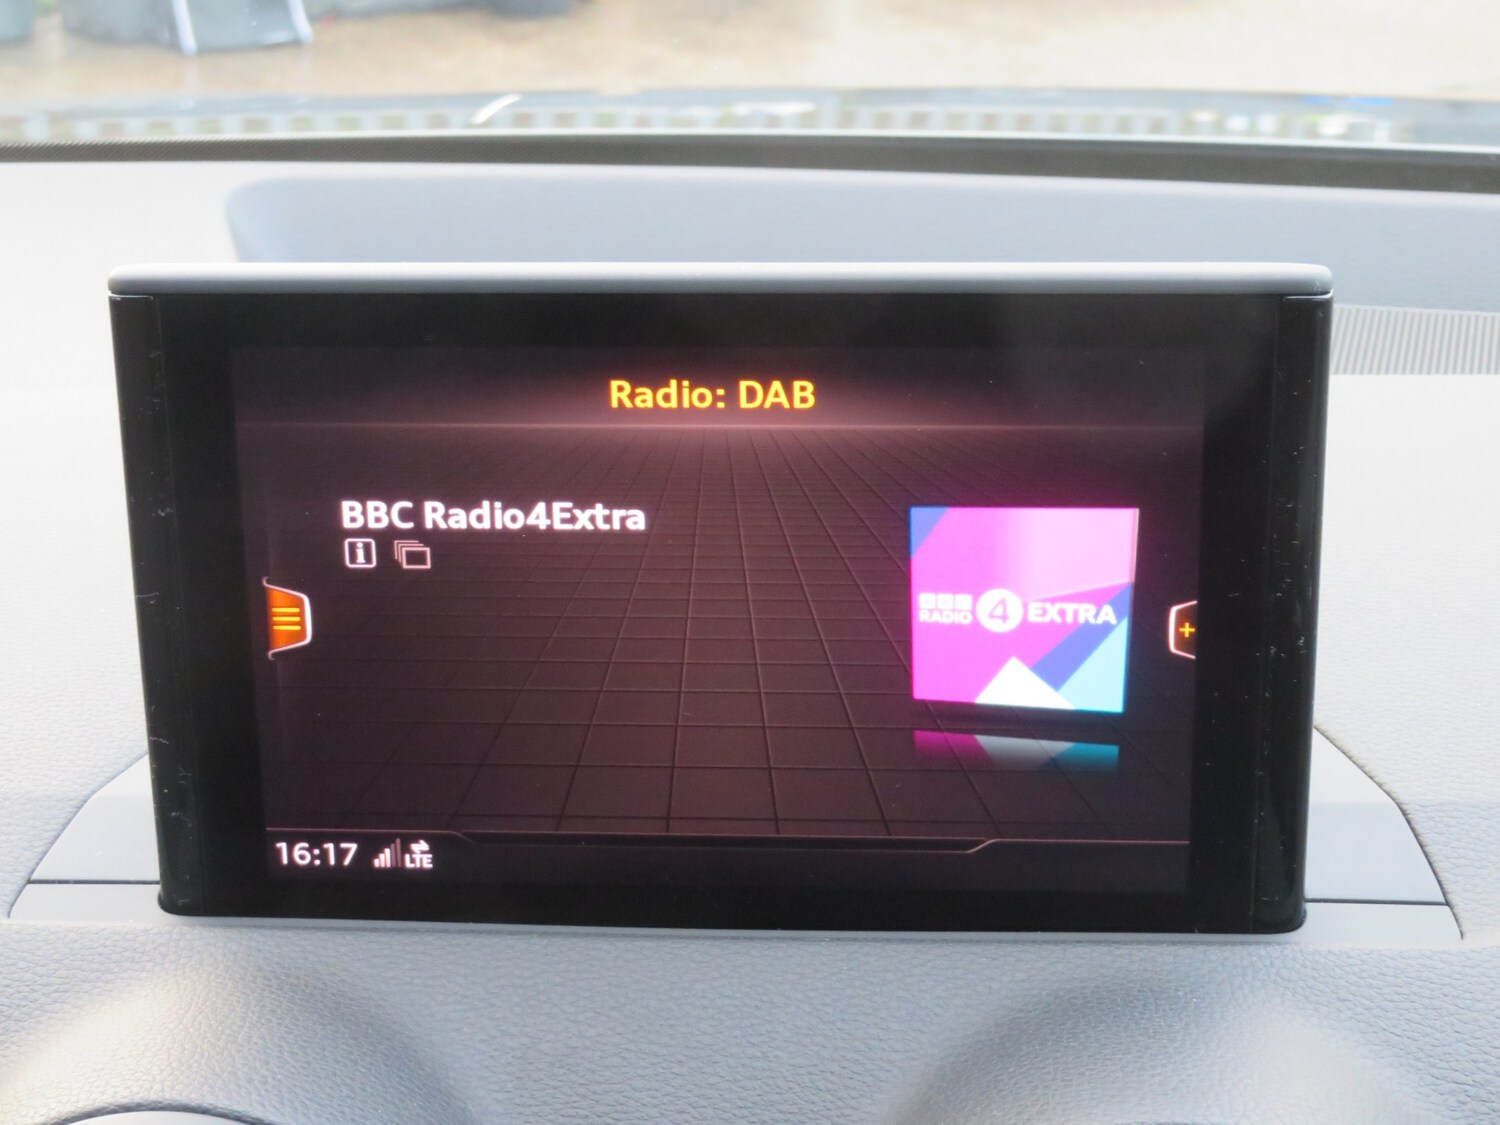 Radio: DAB
BBC Radio4Extra
i
BBC
RADIO 4 EXTRA
+
16:17 LTE